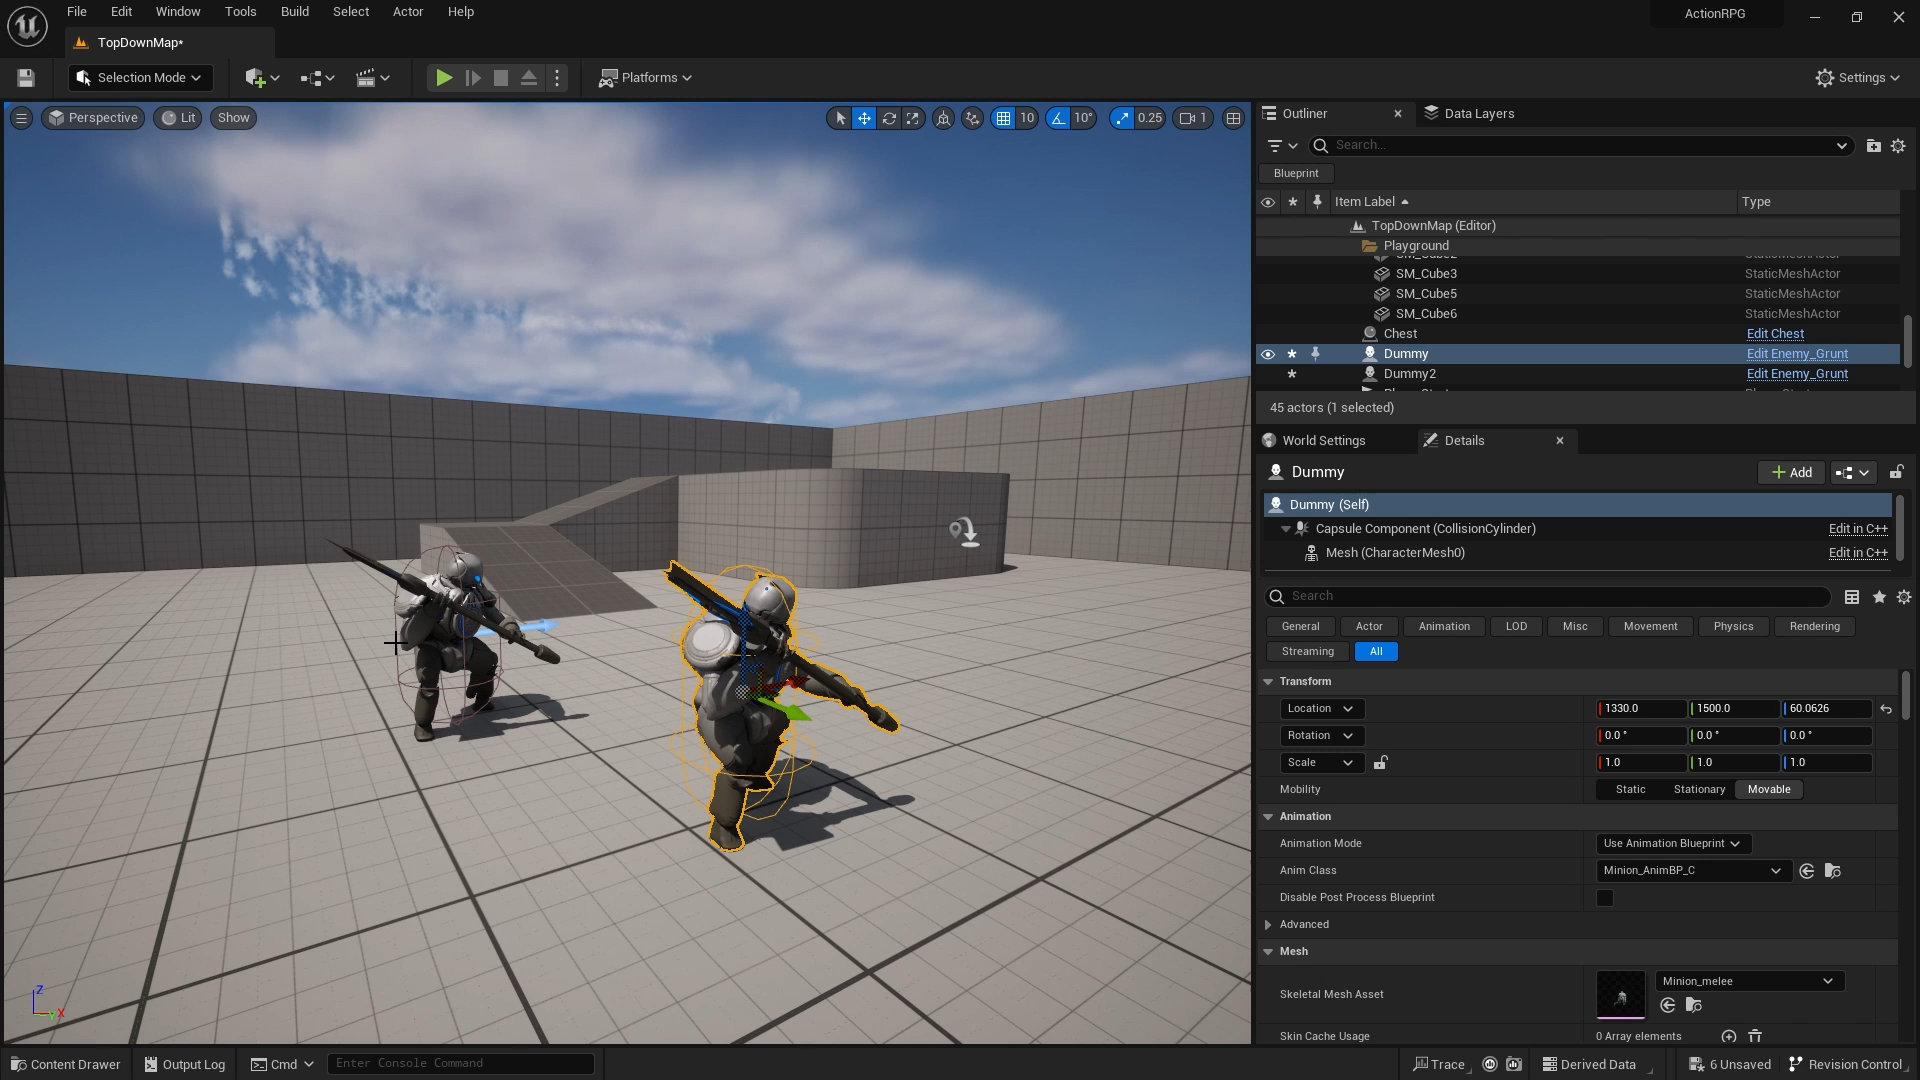 File Edit Window Tools Build Select Actor Help
ActionRPG
TopDownMap*
Selection Mode
Platforms
Settings
Perspective Lit Show
10 10° 0.25 1
Outliner
Data Layers
Search...
Blueprint
Item Label Type
TopDownMap (Editor)
Playground
SM_Cube2
SM_Cube3 StaticMeshActor
SM_Cube5 StaticMeshActor
SM_Cube6 StaticMeshActor
Chest Edit Chest
Dummy Edit Enemy_Grunt
Dummy2 Edit Enemy_Grunt
45 actors (1 selected)
World Settings
Details
Dummy
Add
Dummy (Self)
Capsule Component (CollisionCylinder) Edit in C++
Mesh (CharacterMesh0) Edit in C++
Search
General Actor Animation LOD Misc Movement Physics Rendering
Streaming All
Transform
Location 1330.0 1500.0 60.0626
Rotation 0.0 ° 0.0 ° 0.0 °
Scale 1.0 1.0 1.0
Mobility Static Stationary Movable
Animation
Animation Mode Use Animation Blueprint
Anim Class Minion_AnimBP_C
Disable Post Process Blueprint
Advanced
Mesh
Skeletal Mesh Asset Minion_melee
Skin Cache Usage 0 Array elements
Z
Y X
Content Drawer Output Log Cmd Enter Console Command
Trace Derived Data 6 Unsaved Revision Control